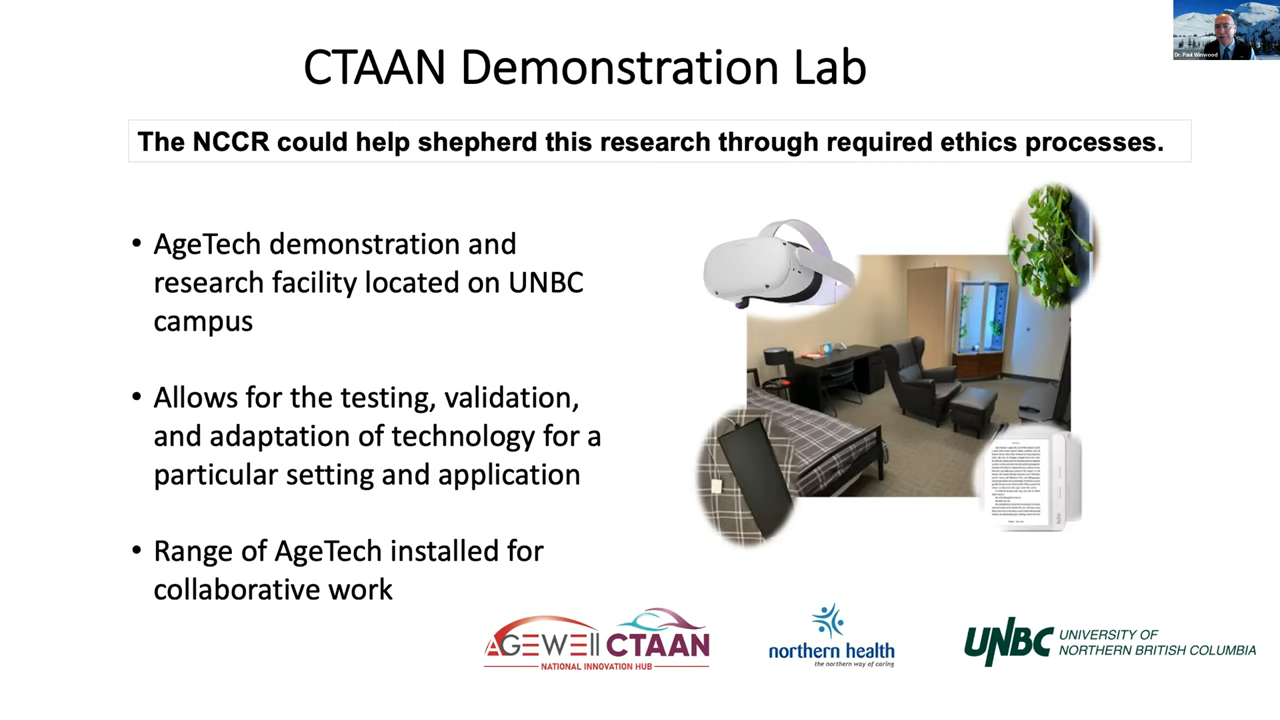 CTAAN Demonstration Lab
Dr. Paul Winwood
The NCCR could help shepherd this research through required ethics processes.
• AgeTech demonstration and
research facility located on UNBC
campus
• Allows for the testing, validation,
and adaptation of technology for a
particular setting and application
• Range of AgeTech installed for
collaborative work
AGEWELL CTAAN
NATIONAL INNOVATION HUB
northern health
the northern way of caring
UNBC UNIVERSITY OF
NORTHERN BRITISH COLUMBIA